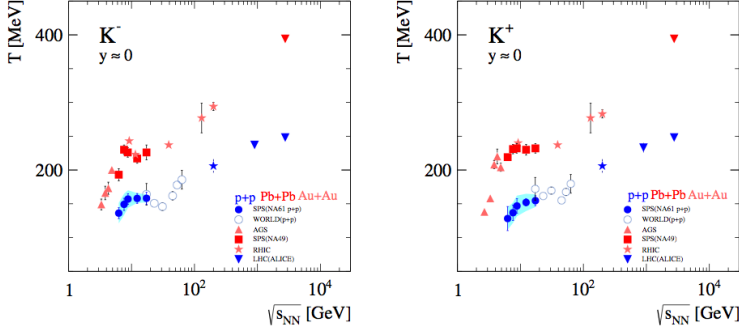 T [MeV]
K-
y ≈ 0
400
200
p+p Pb+Pb Au+Au
SPS(NA61 p+p)
WORLD(p+p)
AGS
SPS(NA49)
RHIC
LHC(ALICE)
1
10²
10⁴
√sNN [GeV]
T [MeV]
K+
y ≈ 0
400
200
p+p Pb+Pb Au+Au
SPS(NA61 p+p)
WORLD(p+p)
AGS
SPS(NA49)
RHIC
LHC(ALICE)
1
10²
10⁴
√sNN [GeV]